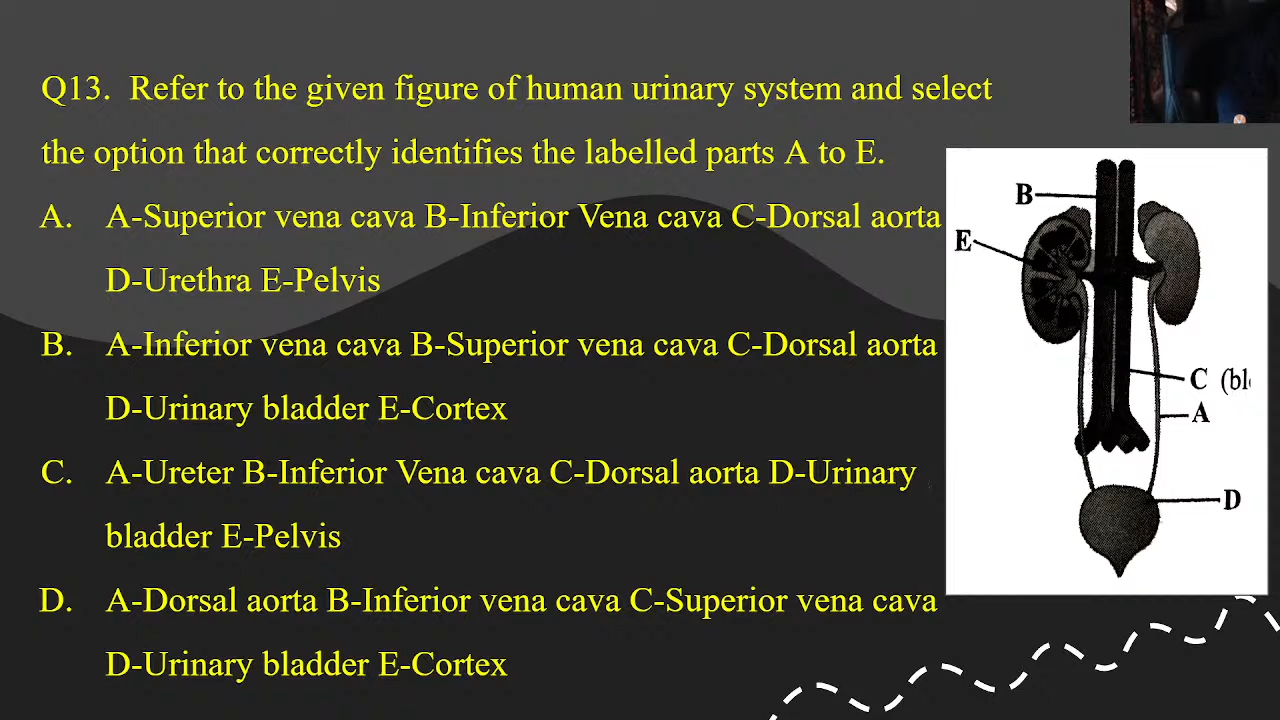 Q13. Refer to the given figure of human urinary system and select
the option that correctly identifies the labelled parts A to E.
A. A-Superior vena cava B-Inferior Vena cava C-Dorsal aorta
D-Urethra E-Pelvis
B. A-Inferior vena cava B-Superior vena cava C-Dorsal aorta
D-Urinary bladder E-Cortex
C. A-Ureter B-Inferior Vena cava C-Dorsal aorta D-Urinary
bladder E-Pelvis
D. A-Dorsal aorta B-Inferior vena cava C-Superior vena cava
D-Urinary bladder E-Cortex
B
E
C (bl
A
D